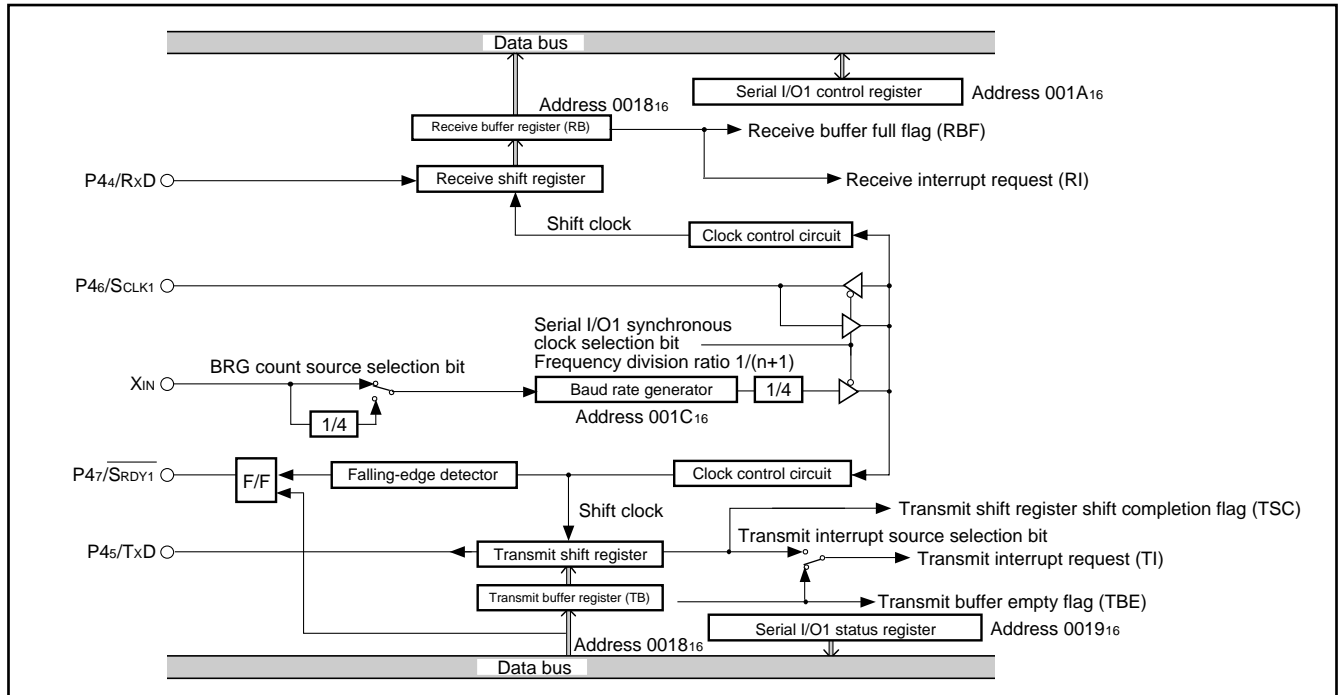 Data bus
Serial I/O1 control register
Address 001A16
Address 001816
Receive buffer register (RB)
Receive buffer full flag (RBF)
P44/RXD
Receive shift register
Receive interrupt request (RI)
Shift clock
Clock control circuit
P46/SCLK1
Serial I/O1 synchronous
clock selection bit
Frequency division ratio 1/(n+1)
BRG count source selection bit
XIN
Baud rate generator
1/4
Address 001C16
1/4
P47/SRDY1
F/F
Falling-edge detector
Clock control circuit
Shift clock
Transmit shift register shift completion flag (TSC)
Transmit interrupt source selection bit
P45/TXD
Transmit shift register
Transmit interrupt request (TI)
Transmit buffer register (TB)
Transmit buffer empty flag (TBE)
Serial I/O1 status register
Address 001916
Address 001816
Data bus